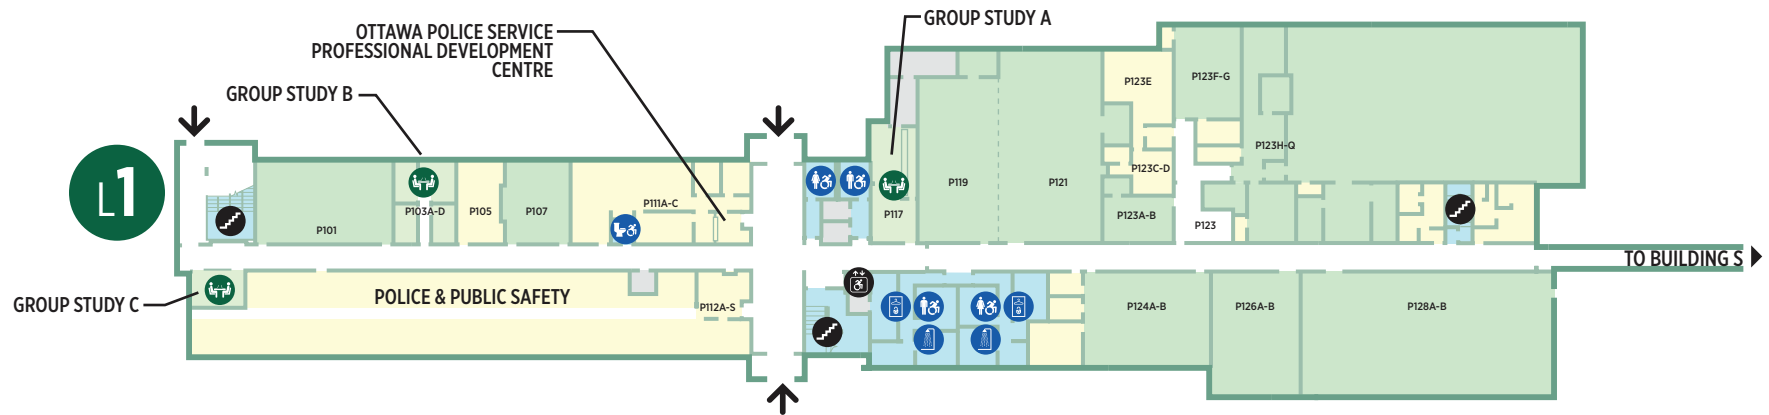 GROUP STUDY A
OTTAWA POLICE SERVICE
PROFESSIONAL DEVELOPMENT
CENTRE
GROUP STUDY B
L1
P101
P103A-D
P105
P107
P111A-C
P117
P119
P121
P123E
P123F-G
P123C-D
P123H-Q
P123A-B
P123
TO BUILDING S
GROUP STUDY C
POLICE & PUBLIC SAFETY
P112A-S
P124A-B
P126A-B
P128A-B